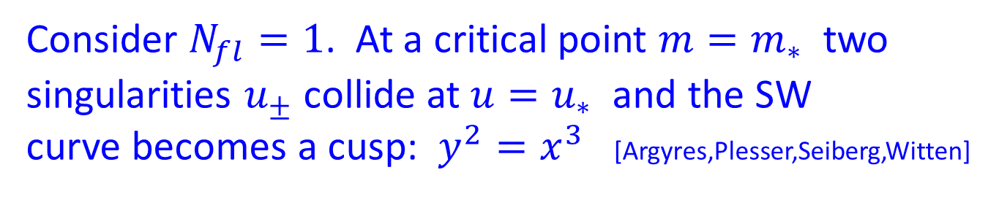 Consider $N_{fl} = 1$. At a critical point $m = m_*$ two
singularities $u_{\pm}$ collide at $u = u_*$ and the SW
curve becomes a cusp: $y^2 = x^3$ [Argyres,Plesser,Seiberg,Witten]